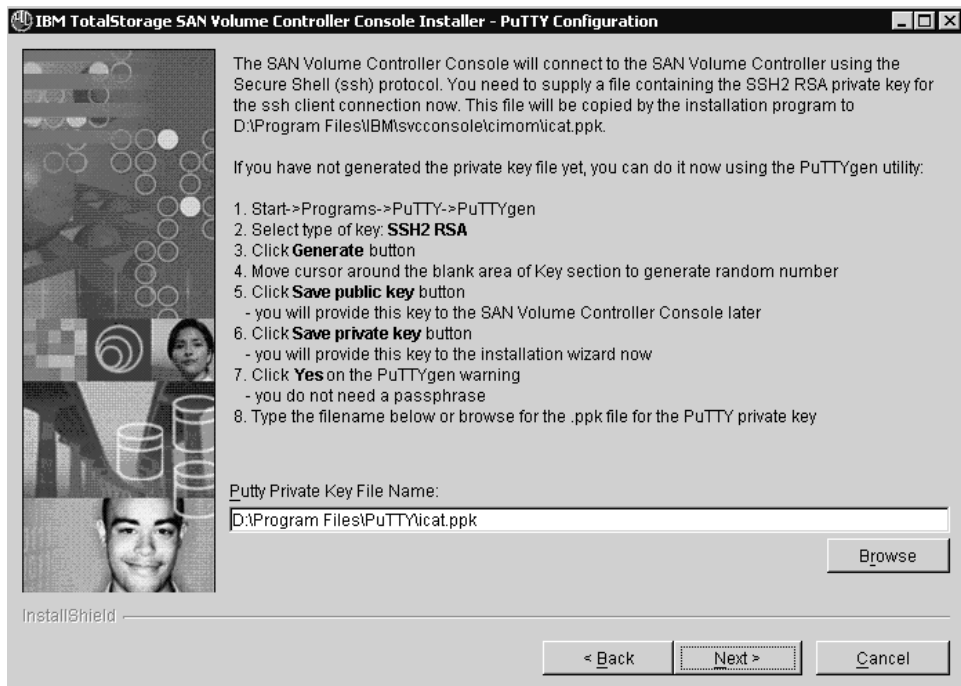 IBM TotalStorage SAN Volume Controller Console Installer - PuTTY Configuration
The SAN Volume Controller Console will connect to the SAN Volume Controller using the
Secure Shell (ssh) protocol. You need to supply a file containing the SSH2 RSA private key for
the ssh client connection now. This file will be copied by the installation program to
D:\Program Files\IBM\svcconsole\cimom\icat.ppk.
If you have not generated the private key file yet, you can do it now using the PuTTYgen utility:
1. Start->Programs->PuTTY->PuTTYgen
2. Select type of key: SSH2 RSA
3. Click Generate button
4. Move cursor around the blank area of Key section to generate random number
5. Click Save public key button
- you will provide this key to the SAN Volume Controller Console later
6. Click Save private key button
- you will provide this key to the installation wizard now
7. Click Yes on the PuTTYgen warning
- you do not need a passphrase
8. Type the filename below or browse for the .ppk file for the PuTTY private key
Putty Private Key File Name:
D:\Program Files\PuTTY\icat.ppk
Browse
InstallShield
< Back
Next >
Cancel